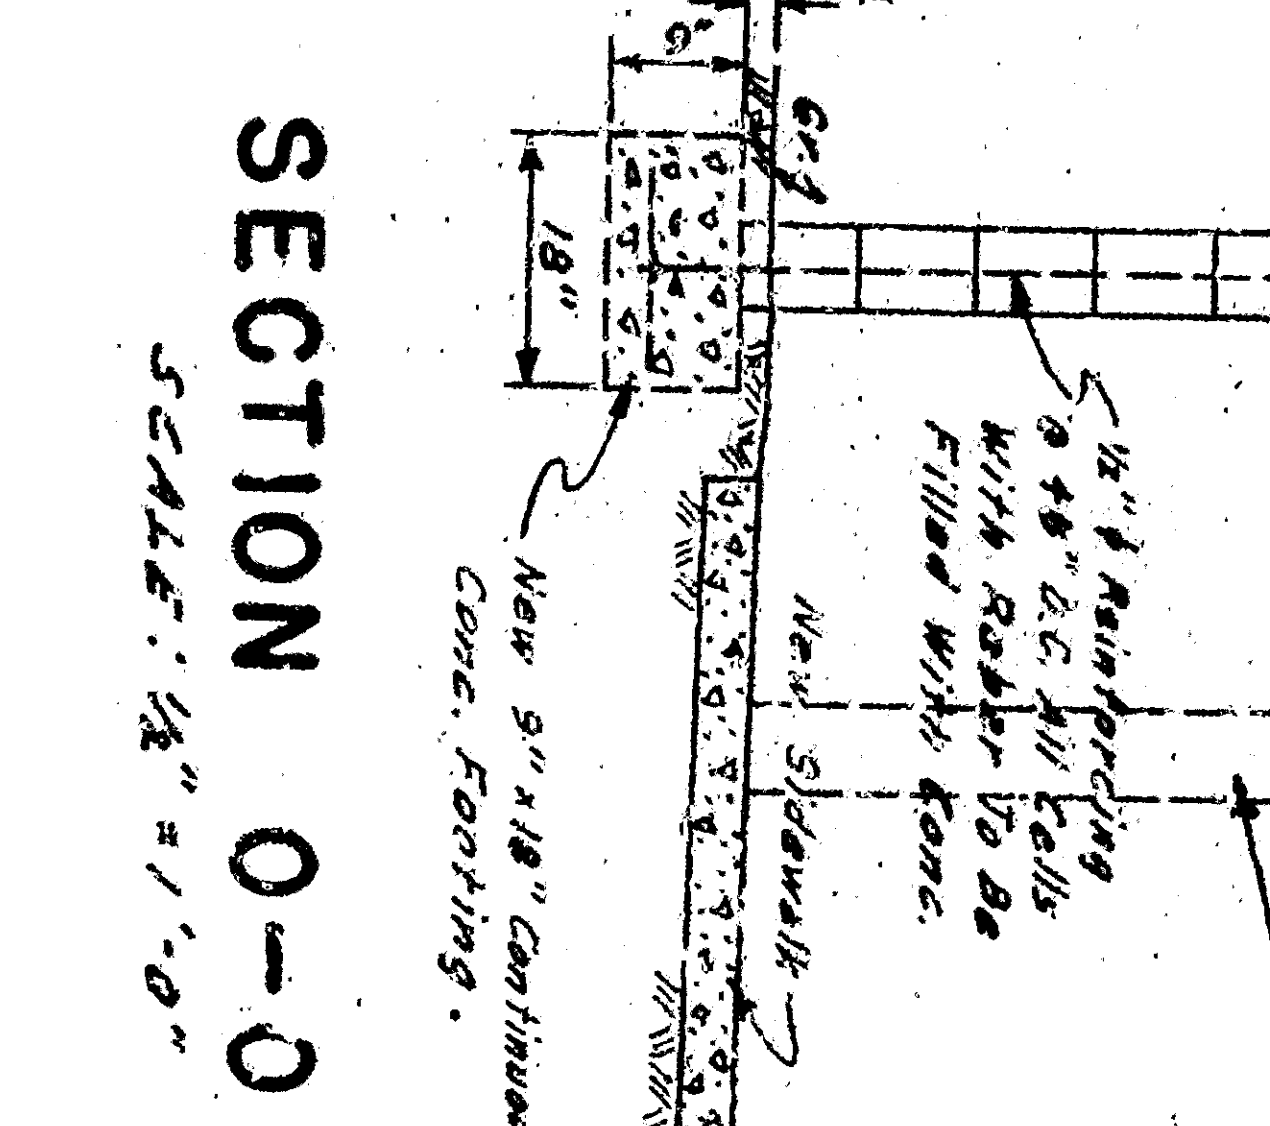 1/2" ϕ Reinforcing
@ 48" O.C. All Cells
With Rebar To Be
Filled With Conc.
Gr.
New Sidewalk
9"
18"
New 9" x 18"
Conc. Footing.
SECTION O-O
SCALE: 1/2" = 1'-0"